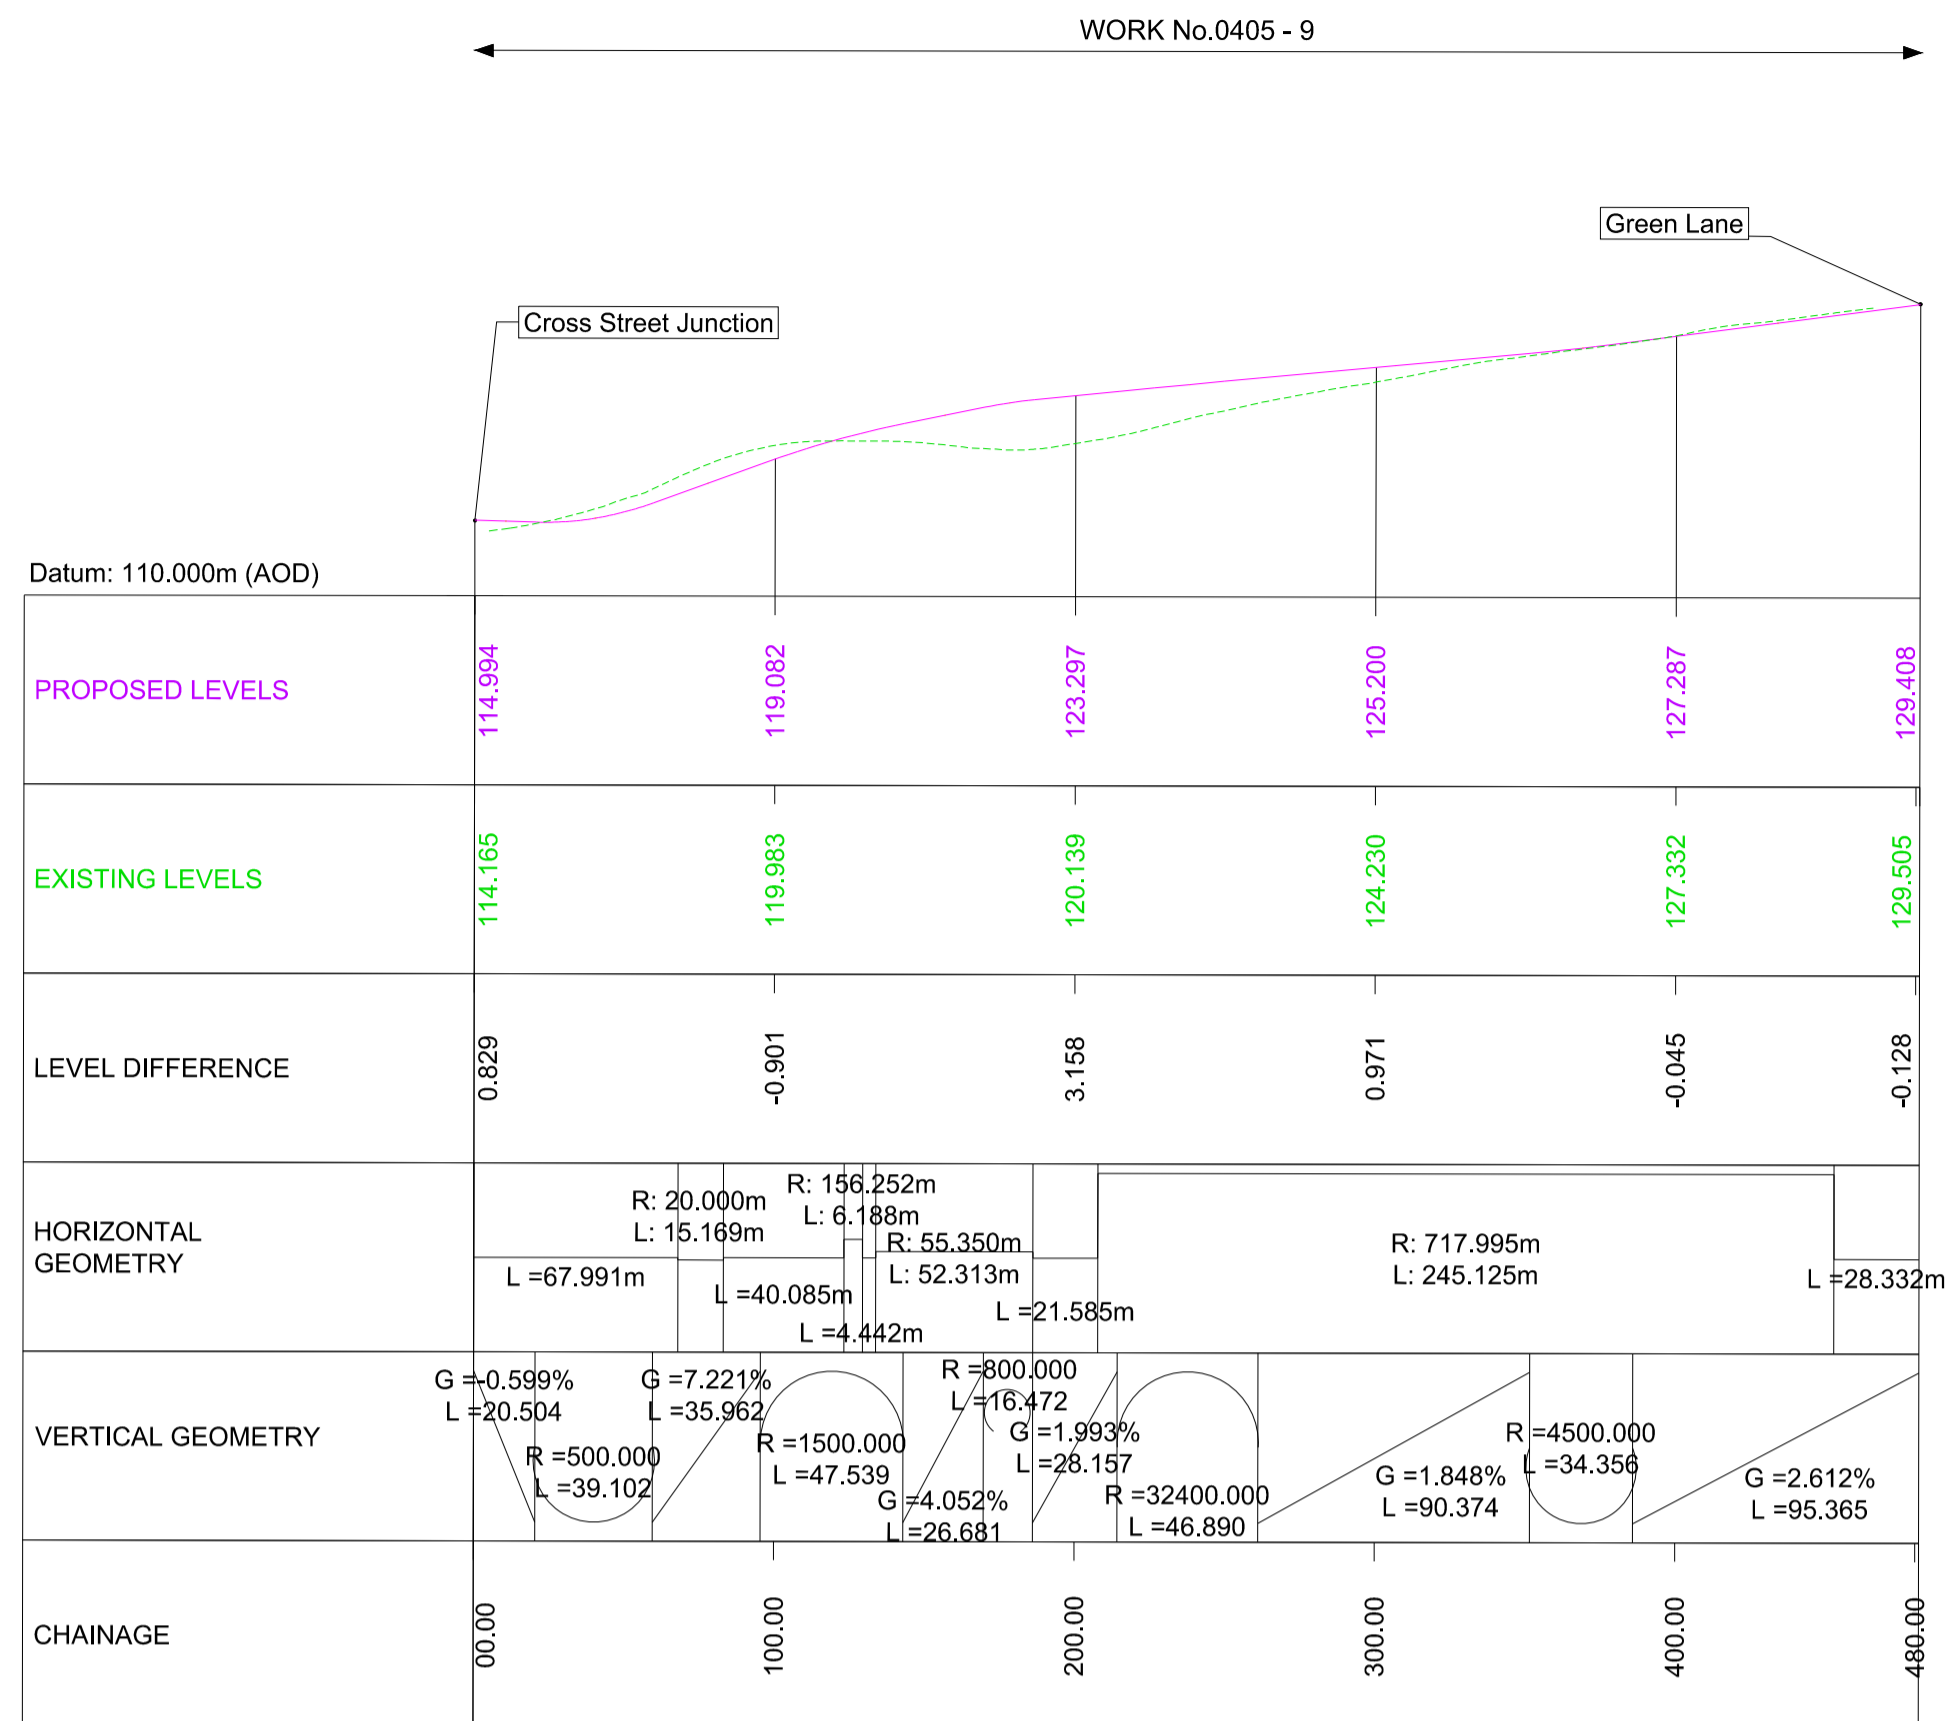 WORK No.0405 - 9
Green Lane
Cross Street Junction
Datum: 110.000m (AOD)
PROPOSED LEVELS
114.994
119.082
123.297
125.200
127.287
129.408
EXISTING LEVELS
114.165
119.983
120.139
124.230
127.332
129.505
LEVEL DIFFERENCE
0.829
-0.901
3.158
0.971
-0.045
-0.128
HORIZONTAL
GEOMETRY
L =67.991m
R: 20.000m
L: 15.169m
L =40.085m
R: 156.252m
L: 6.188m
L =4.442m
R: 55.350m
L: 52.313m
L =21.585m
R: 717.995m
L: 245.125m
L =28.332m
VERTICAL GEOMETRY
G =-0.599%
L =20.504
R =500.000
L =39.102
G =7.221%
L =35.962
R =1500.000
L =47.539
G =4.052%
L =26.681
R =800.000
L =16.472
G =1.993%
L =28.157
R =32400.000
L =46.890
G =1.848%
L =90.374
R =4500.000
L =34.356
G =2.612%
L =95.365
CHAINAGE
00.00
100.00
200.00
300.00
400.00
480.00